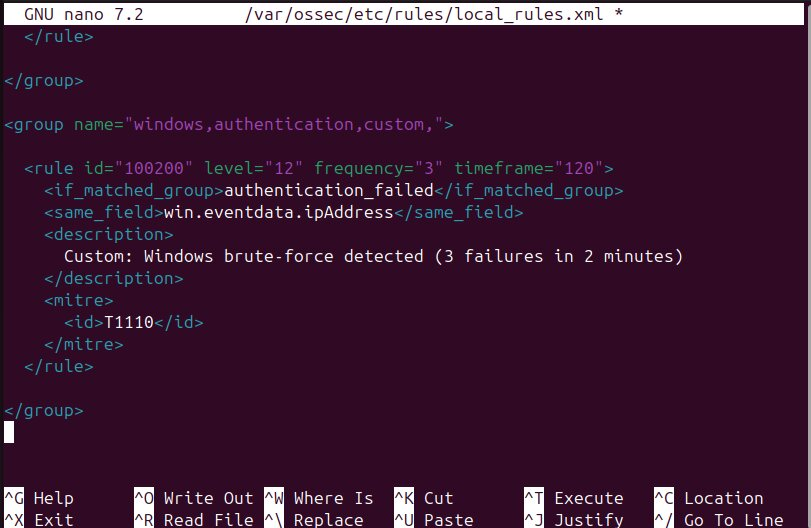 GNU nano 7.2 /var/ossec/etc/rules/local_rules.xml *
</rule>
</group>
<group name="windows,authentication,custom,">
<rule id="100200" level="12" frequency="3" timeframe="120">
<if_matched_group>authentication_failed</if_matched_group>
<same_field>win.eventdata.ipAddress</same_field>
<description>
Custom: Windows brute-force detected (3 failures in 2 minutes)
</description>
<mitre>
<id>T1110</id>
</mitre>
</rule>
</group>
^G Help ^O Write Out ^W Where Is ^K Cut ^T Execute ^C Location
^X Exit ^R Read File ^\ Replace ^U Paste ^J Justify ^/ Go To Line